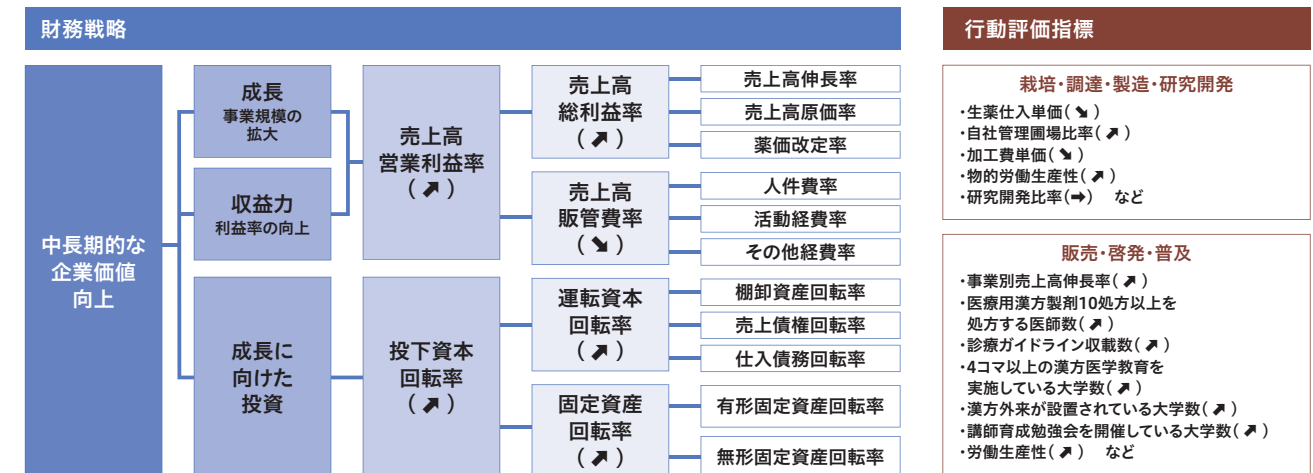 財務戦略
中長期的な
企業価値
向上
成長
事業規模の
拡大
収益力
利益率の向上
成長に
向けた
投資
売上高
営業利益率
(↗)
投下資本
回転率
(↗)
売上高
総利益率
(↗)
売上高
販管費率
(↘)
運転資本
回転率
(↗)
固定資産
回転率
(↗)
売上高伸長率
売上高原価率
薬価改定率
人件費率
活動経費率
その他経費率
棚卸資産回転率
売上債権回転率
仕入債務回転率
有形固定資産回転率
無形固定資産回転率
行動評価指標
栽培・調達・製造・研究開発
・生薬仕入単価(↘)
・自社管理圃場比率(↗)
・加工費単価(↘)
・物的労働生産性(↗)
・研究開発比率(➡) など
販売・啓発・普及
・事業別売上高伸長率(↗)
・医療用漢方製剤10処方以上を
処方する医師数(↗)
・診療ガイドライン収載数(↗)
・4コマ以上の漢方医学教育を
実施している大学数(↗)
・漢方外来が設置されている大学数(↗)
・講師育成勉強会を開催している大学数(↗)
・労働生産性(↗) など